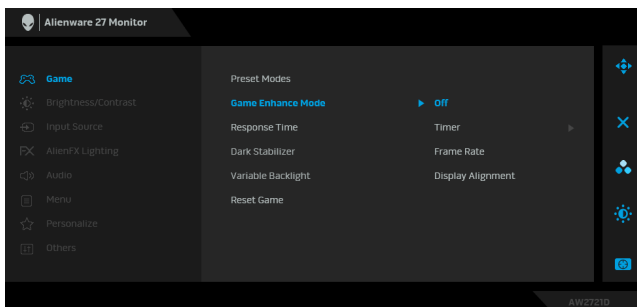 Alienware 27 Monitor
Game
Brightness/Contrast
Input Source
AlienFX Lighting
Audio
Menu
Personalize
Others
Preset Modes
Game Enhance Mode
Response Time
Dark Stabilizer
Variable Backlight
Reset Game
Off
Timer
Frame Rate
Display Alignment
AW2721D